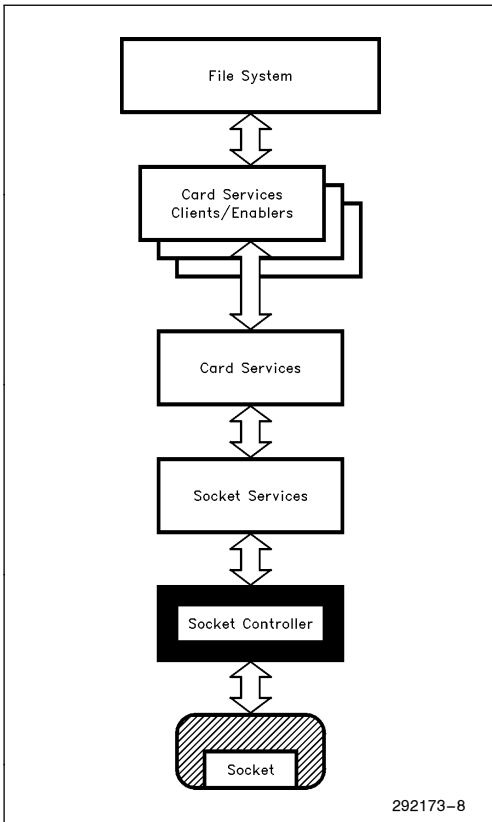 File System
Card Services
Clients/Enablers
Card Services
Socket Services
Socket Controller
Socket
292173–8